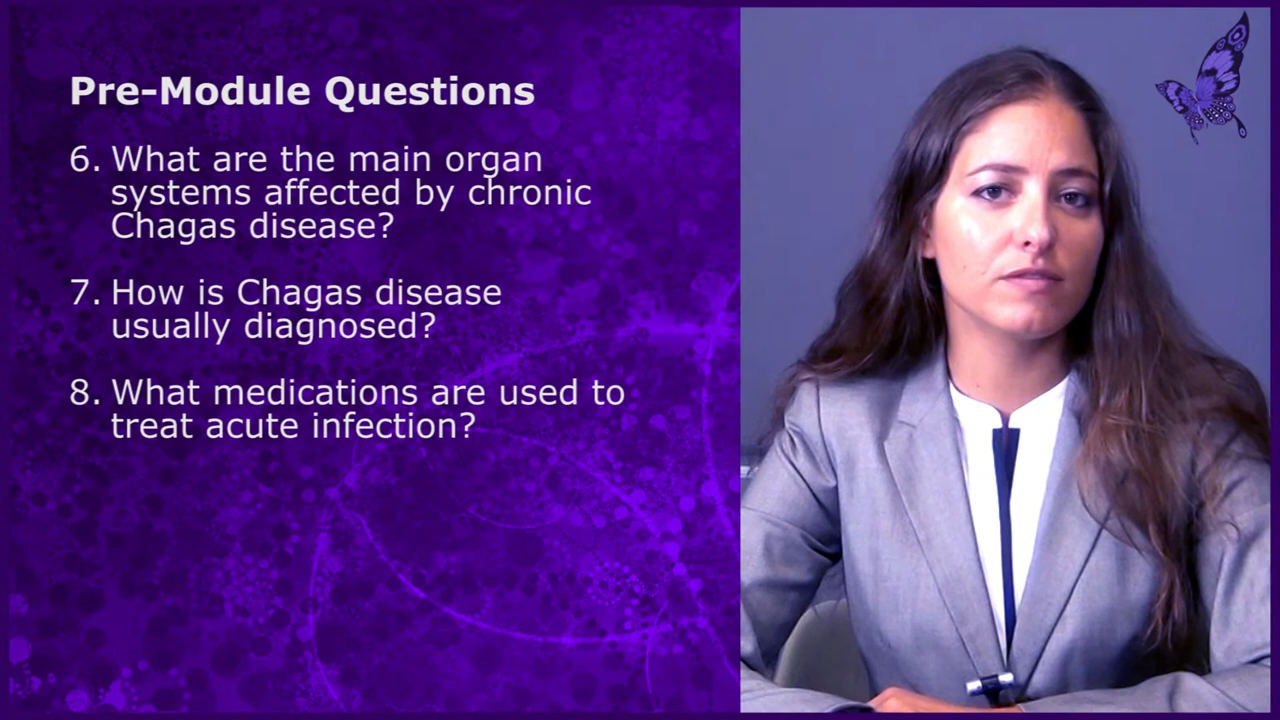 Pre-Module Questions
6. What are the main organ
systems affected by chronic
Chagas disease?
7. How is Chagas disease
usually diagnosed?
8. What medications are used to
treat acute infection?